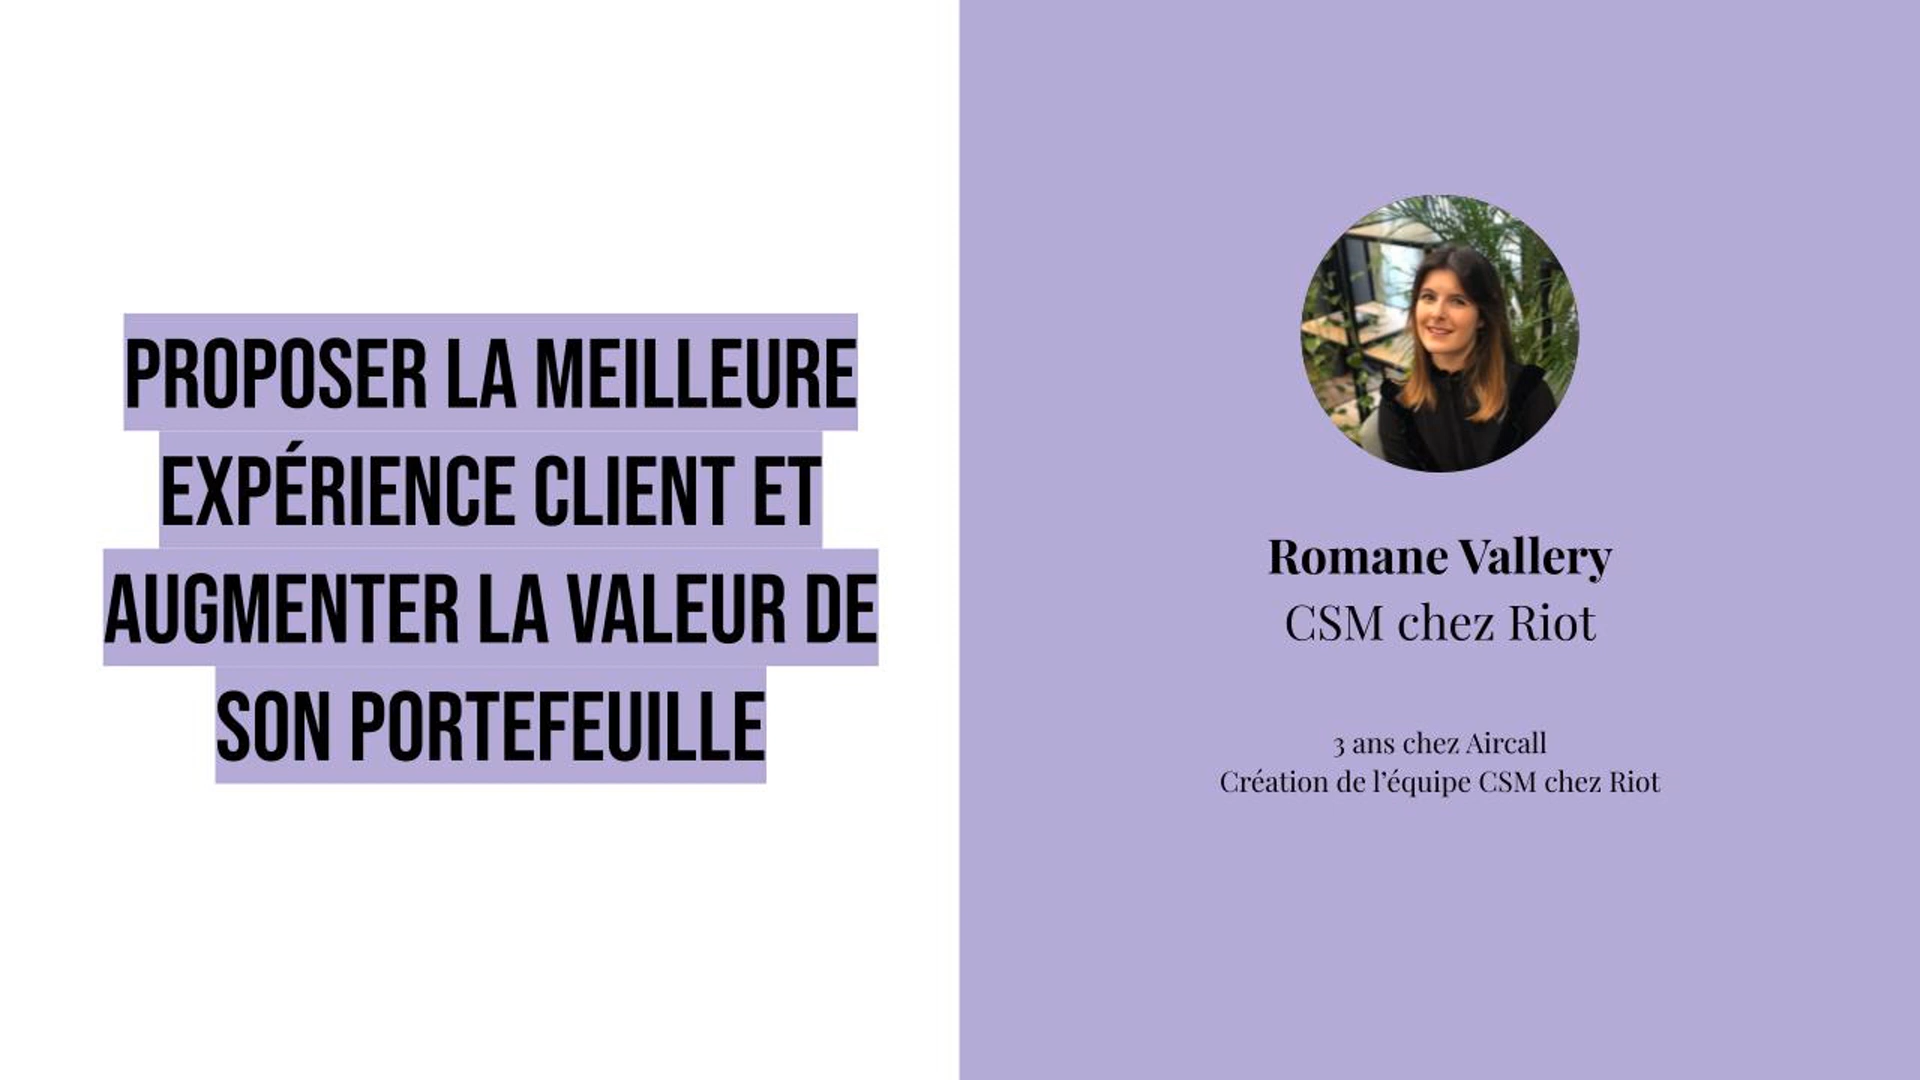 PROPOSER LA MEILLEURE
EXPÉRIENCE CLIENT ET
AUGMENTER LA VALEUR DE
SON PORTEFEUILLE
Romane Vallery
CSM chez Riot
3 ans chez Aircall
Création de l’équipe CSM chez Riot